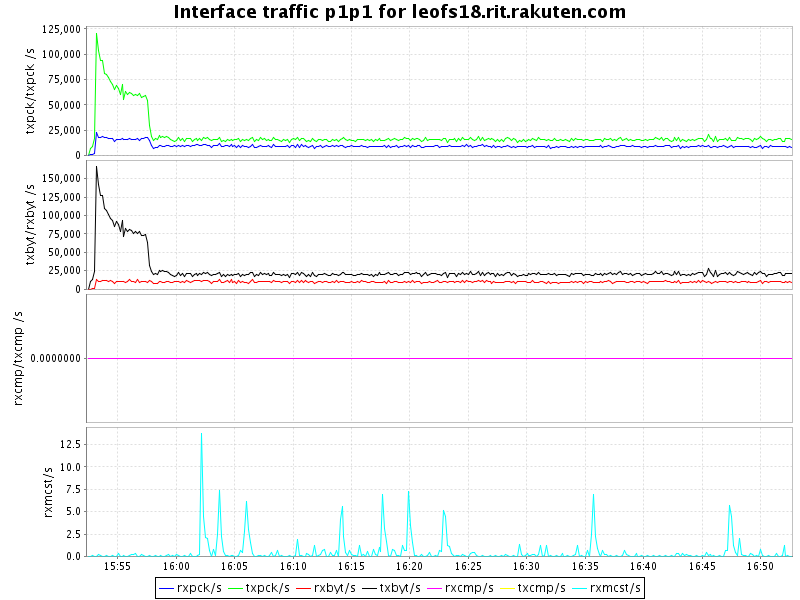 Interface traffic p1p1 for leofs18.rit.rakuten.com
txpck/txpck /s
125,000
100,000
75,000
50,000
25,000
0
txbyt/rxbyt /s
150,000
125,000
100,000
75,000
50,000
25,000
0
rxcmp/txcmp /s
0.0000000
rxmcst/s
12.5
10.0
7.5
5.0
2.5
0.0
15:55 16:00 16:05 16:10 16:15 16:20 16:25 16:30 16:35 16:40 16:45 16:50
rxpck/s txpck/s rxbyt/s txbyt/s rxcmp/s txcmp/s rxmcst/s